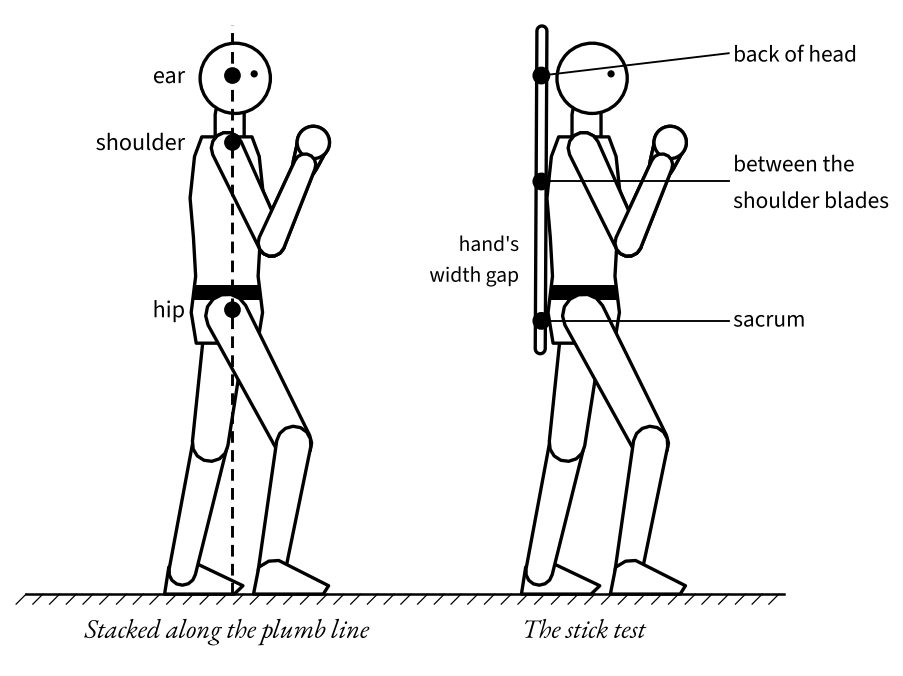 ear
shoulder
hip
Stacked along the plumb line
back of head
between the
shoulder blades
hand's
width gap
sacrum
The stick test